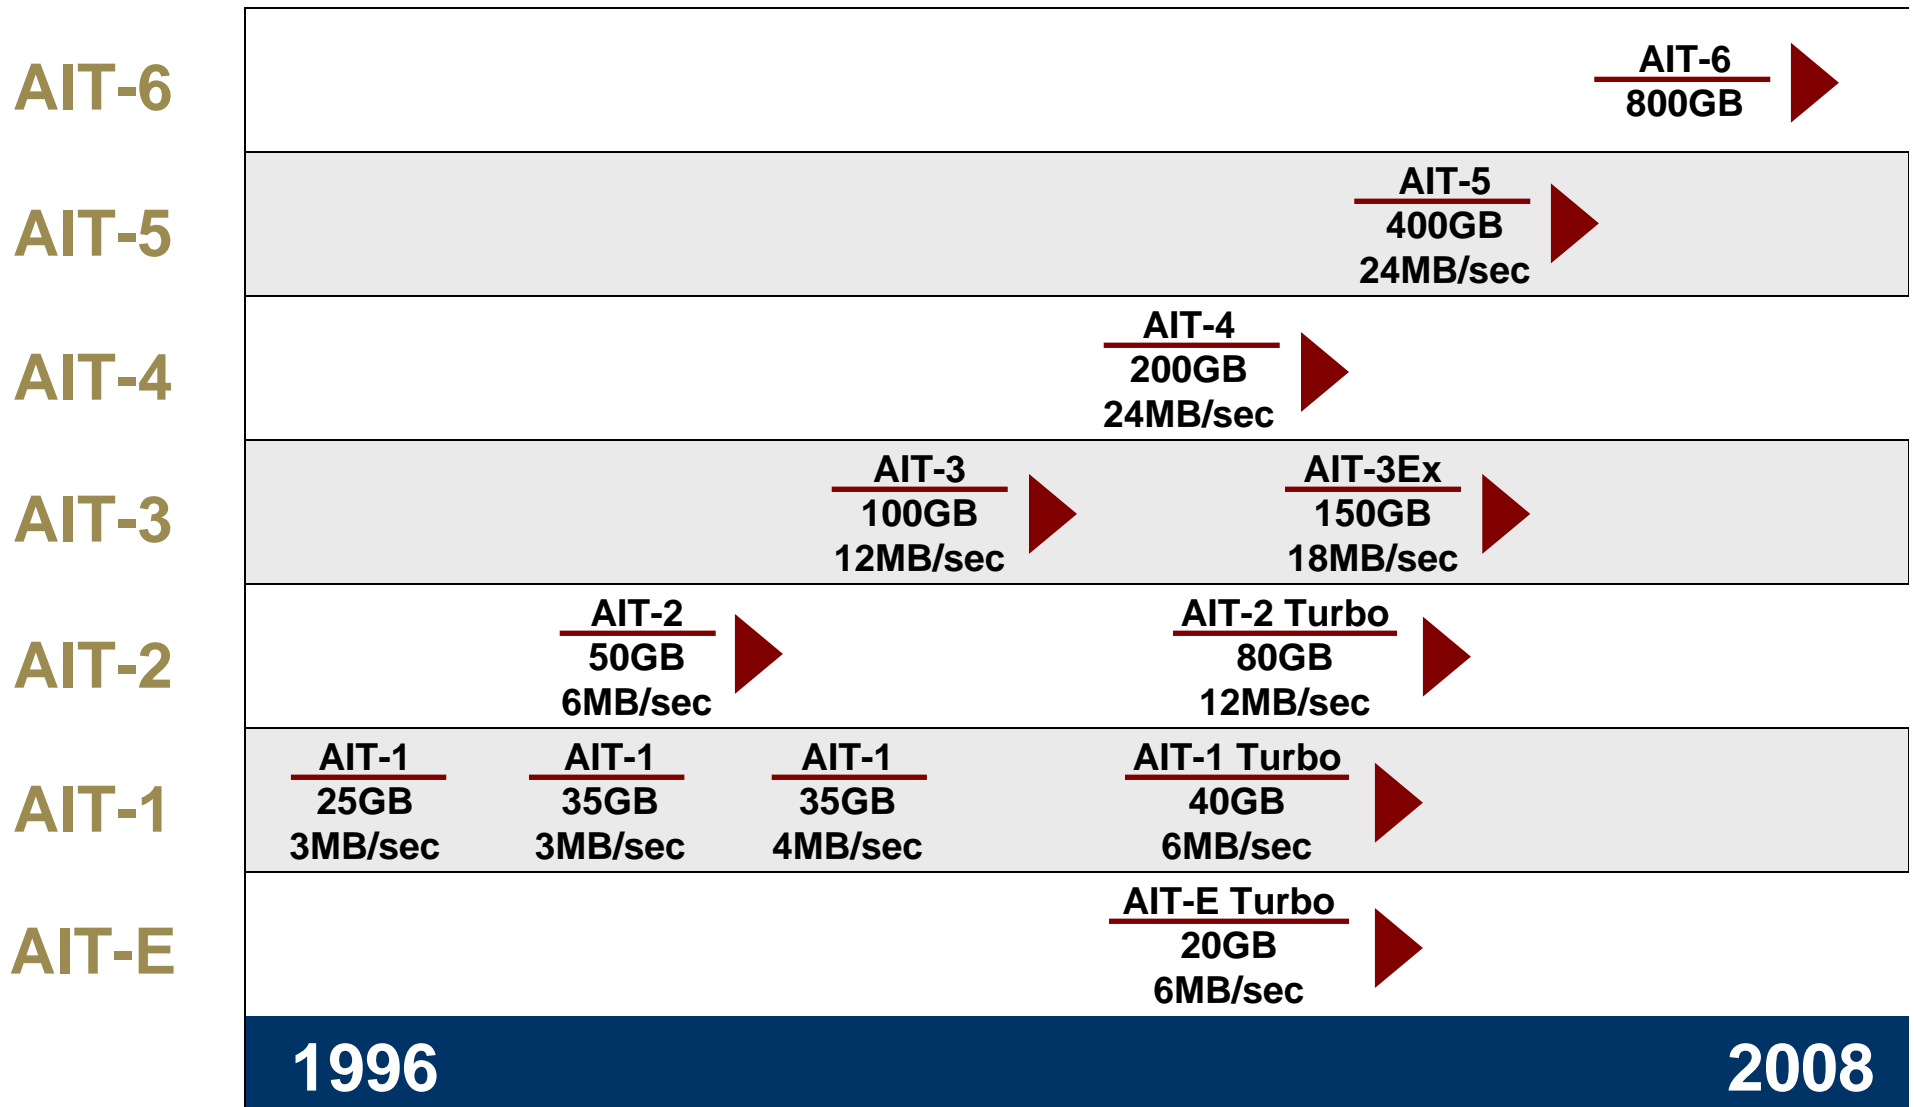 AIT-6
AIT-6
800GB
AIT-5
AIT-5
400GB
24MB/sec
AIT-4
AIT-4
200GB
24MB/sec
AIT-3
AIT-3
100GB
12MB/sec
AIT-3Ex
150GB
18MB/sec
AIT-2
AIT-2
50GB
6MB/sec
AIT-2 Turbo
80GB
12MB/sec
AIT-1
AIT-1
25GB
3MB/sec
AIT-1
35GB
3MB/sec
AIT-1
35GB
4MB/sec
AIT-1 Turbo
40GB
6MB/sec
AIT-E
AIT-E Turbo
20GB
6MB/sec
1996
2008